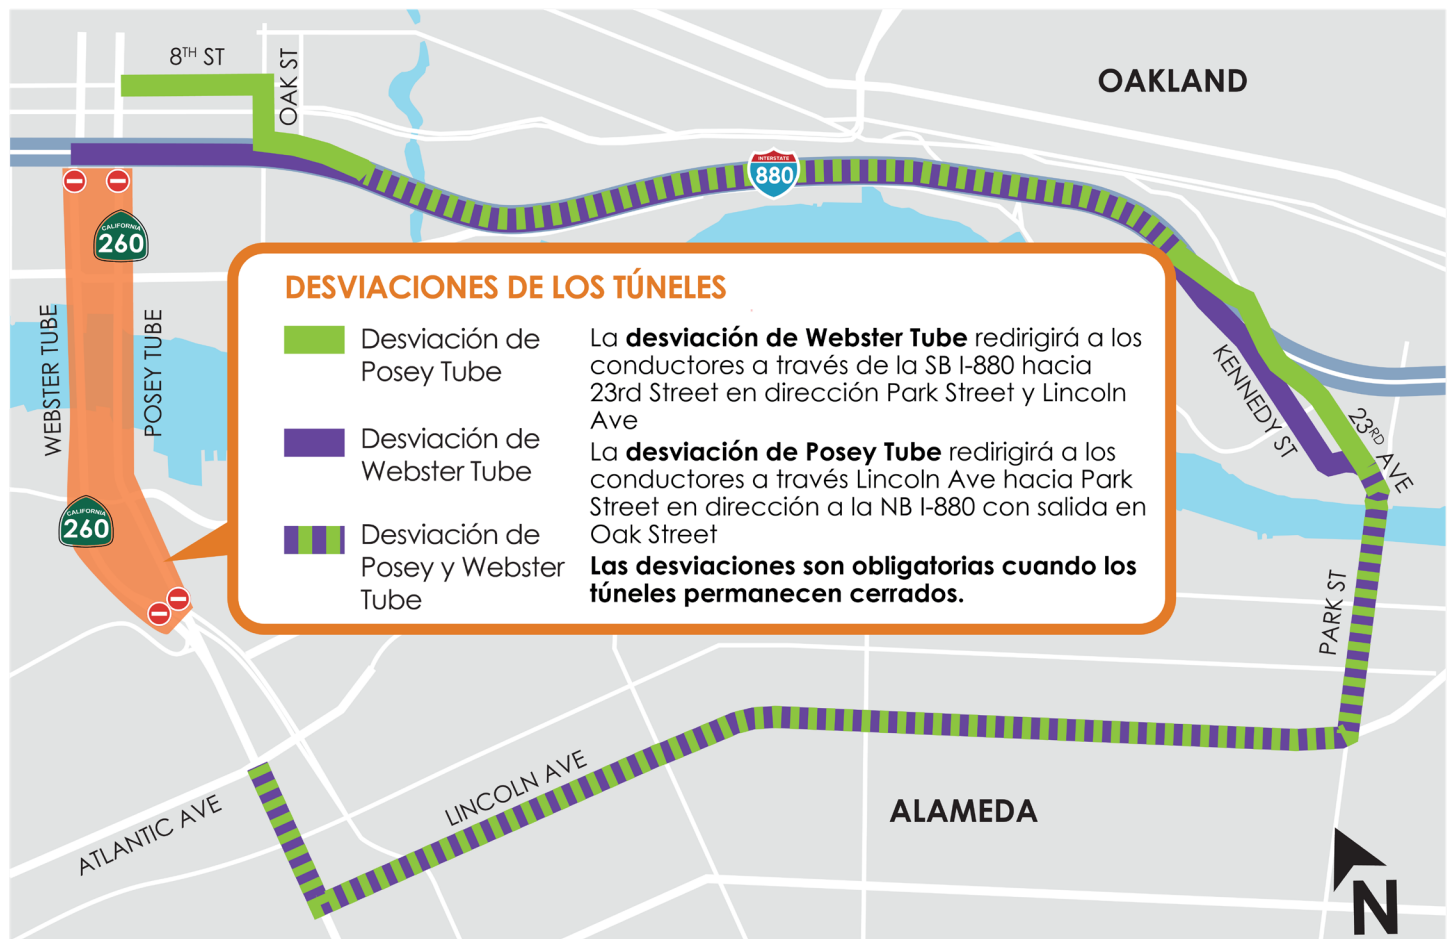 8TH ST
OAK ST
OAKLAND
INTERSTATE
880
CALIFORNIA
260
WEBSTER TUBE
POSEY TUBE
CALIFORNIA
260
DESVIACIONES DE LOS TÚNELES
Desviación de
Posey Tube
Desviación de
Webster Tube
Desviación de
Posey y Webster
Tube
La desviación de Webster Tube redirigirá a los
conductores a través de la SB I-880 hacia
23rd Street en dirección Park Street y Lincoln
Ave
La desviación de Posey Tube redirigirá a los
conductores a través Lincoln Ave hacia Park
Street en dirección a la NB I-880 con salida en
Oak Street
Las desviaciones son obligatorias cuando los
túneles permanecen cerrados.
KENNEDY ST
23RD AVE
PARK ST
LINCOLN AVE
ATLANTIC AVE
ALAMEDA
N